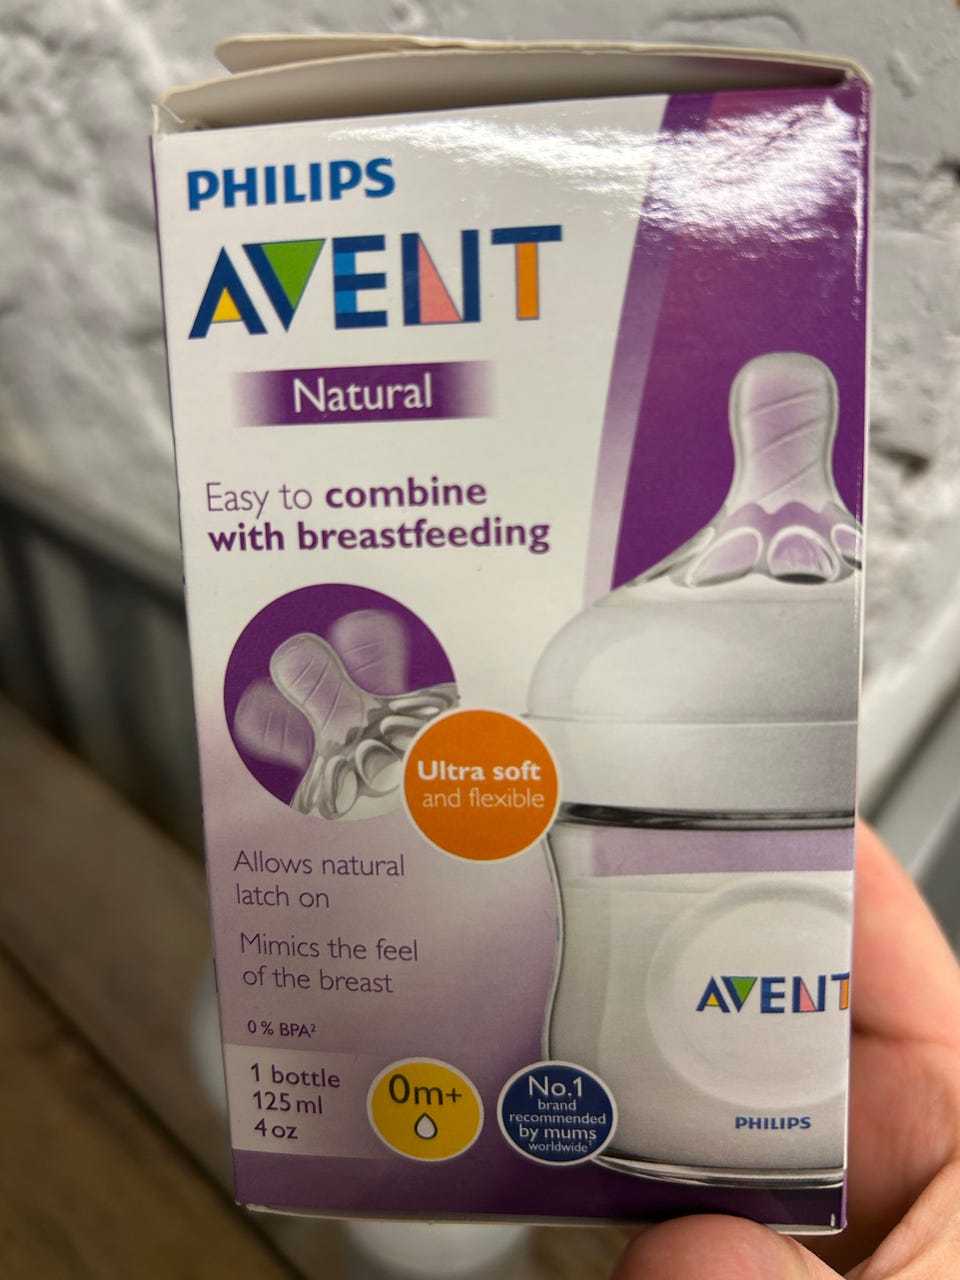 PHILIPS
AVENT
Natural
Easy to combine
with breastfeeding
Ultra soft
and flexible
Allows natural
latch on
Mimics the feel
of the breast
0% BPA²
1 bottle
125 ml
4 oz
0m+
No.1
brand
recommended
by mums
worldwide¹
AVENT
PHILIPS